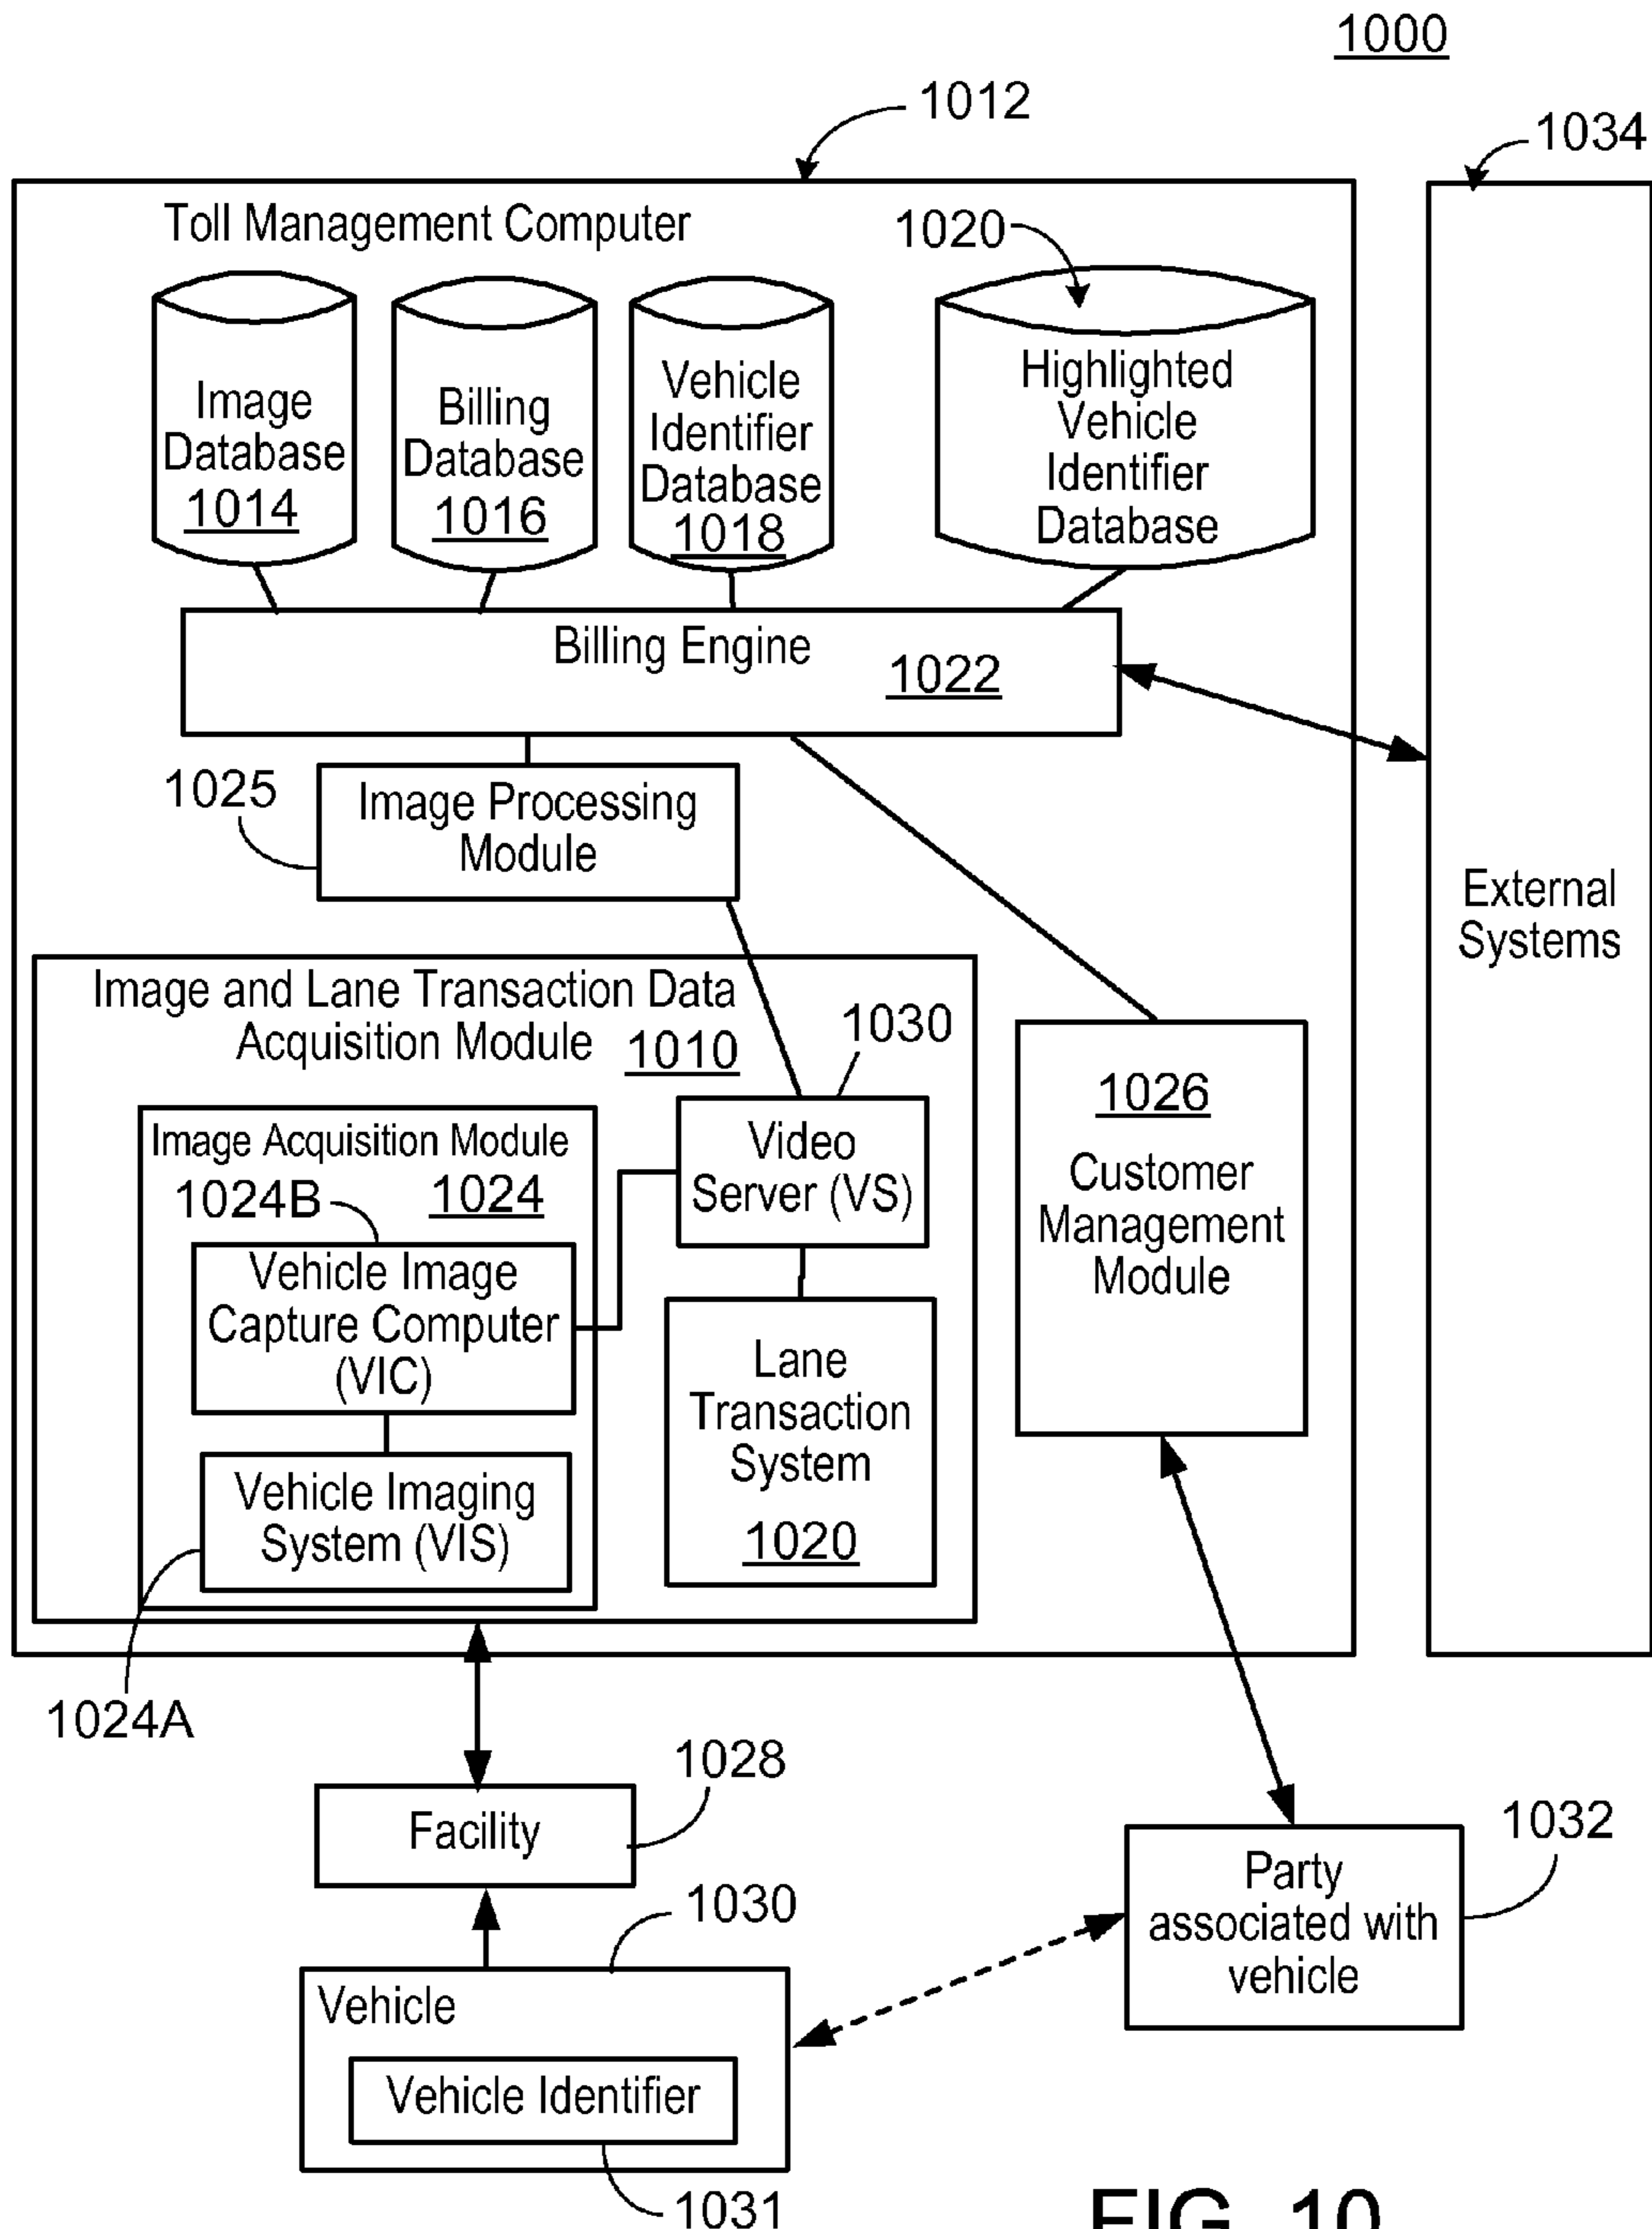 1000
1012
1034
Toll Management Computer
1020
Image
Database
1014
Billing
Database
1016
Vehicle
Identifier
Database
1018
Highlighted
Vehicle
Identifier
Database
Billing Engine
1022
1025
Image Processing
Module
External
Systems
Image and Lane Transaction Data
Acquisition Module 1010
1030
Image Acquisition Module
1024B
1024
Video
Server (VS)
1026
Customer
Management
Module
Vehicle Image
Capture Computer
(VIC)
Lane
Transaction
System
1020
Vehicle Imaging
System (VIS)
1024A
1028
Facility
1032
Party
associated with
vehicle
1030
Vehicle
Vehicle Identifier
1031
FIG. 10